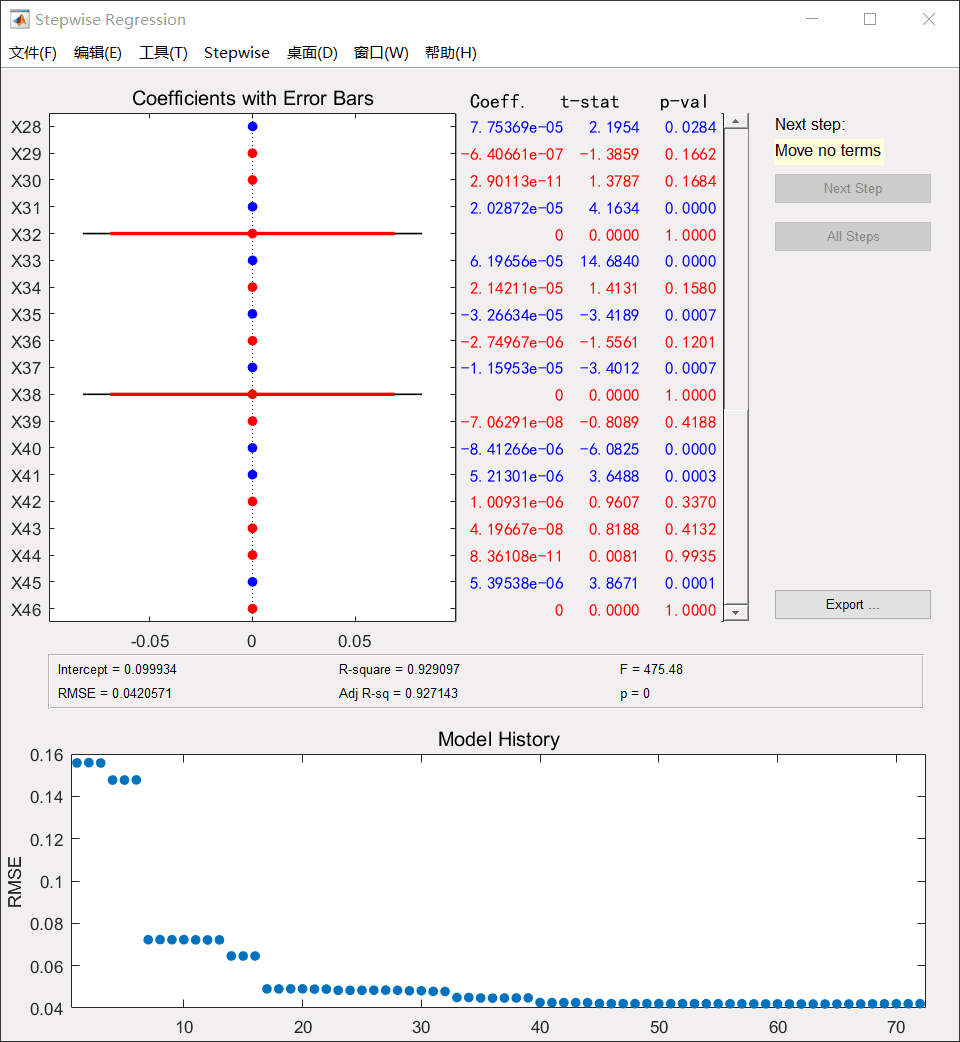 Stepwise Regression
文件(F) 编辑(E) 工具(T) Stepwise 桌面(D) 窗口(W) 帮助(H)
Coefficients with Error Bars Coeff. t-stat p-val
X28 7.75369e-05 2.1954 0.0284
X29 -6.40661e-07 -1.3859 0.1662
X30 2.90113e-11 1.3787 0.1684
X31 2.02872e-05 4.1634 0.0000
X32 0 0.0000 1.0000
X33 6.19656e-05 14.6840 0.0000
X34 2.14211e-05 1.4131 0.1580
X35 -3.26634e-05 -3.4189 0.0007
X36 -2.74967e-06 -1.5561 0.1201
X37 -1.15953e-05 -3.4012 0.0007
X38 0 0.0000 1.0000
X39 -7.06291e-08 -0.8089 0.4188
X40 -8.41266e-06 -6.0825 0.0000
X41 5.21301e-06 3.6488 0.0003
X42 1.00931e-06 0.9607 0.3370
X43 4.19667e-08 0.8188 0.4132
X44 8.36108e-11 0.0081 0.9935
X45 5.39538e-06 3.8671 0.0001
X46 0 0.0000 1.0000
-0.05 0 0.05
Next step:
Move no terms
Next Step
All Steps
Export ...
Intercept = 0.099934 R-square = 0.929097 F = 475.48
RMSE = 0.0420571 Adj R-sq = 0.927143 p = 0
Model History
RMSE
0.16
0.14
0.12
0.1
0.08
0.06
0.04
10 20 30 40 50 60 70